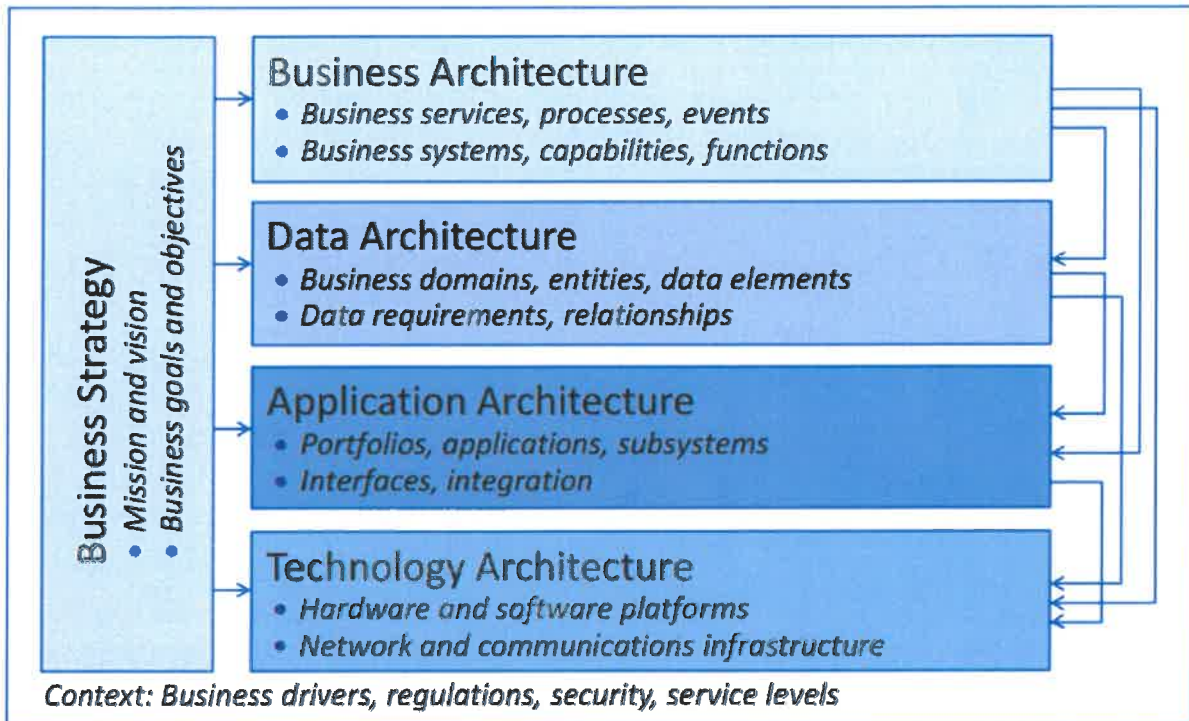 Business Strategy
• Mission and vision
• Business goals and objectives
Business Architecture
• Business services, processes, events
• Business systems, capabilities, functions
Data Architecture
• Business domains, entities, data elements
• Data requirements, relationships
Application Architecture
• Portfolios, applications, subsystems
• Interfaces, integration
Technology Architecture
• Hardware and software platforms
• Network and communications infrastructure
Context: Business drivers, regulations, security, service levels